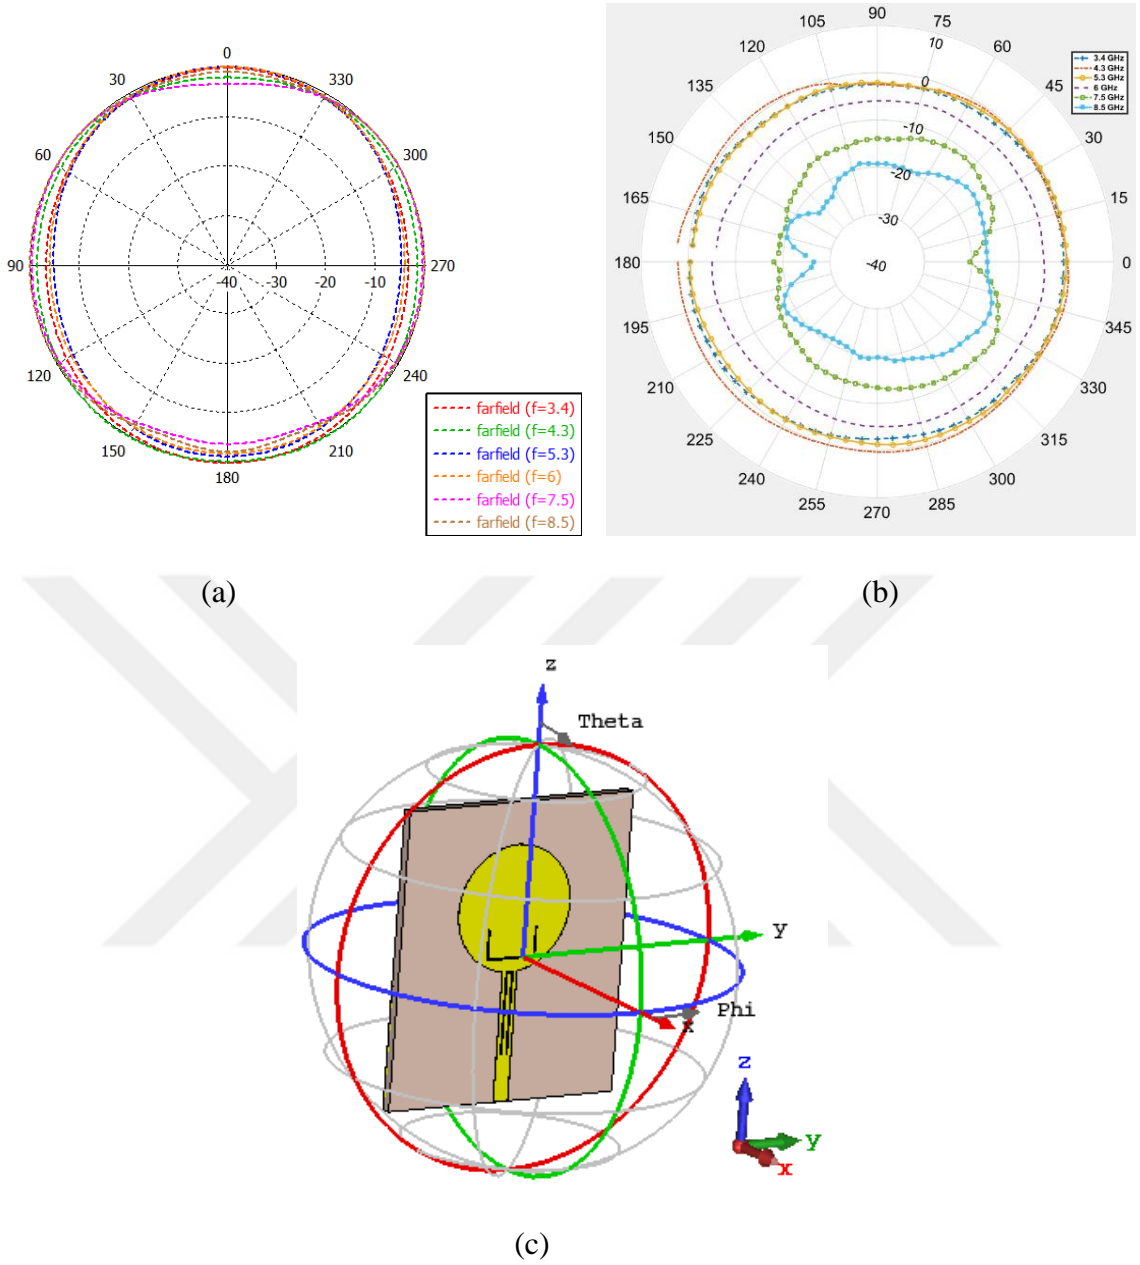 0
30
330
60
300
90
270
-40
-30
-20
-10
120
240
150
210
180
farfield (f=3.4)
farfield (f=4.3)
farfield (f=5.3)
farfield (f=6)
farfield (f=7.5)
farfield (f=8.5)
90
105
75
120
60
135
45
150
30
165
15
180
0
195
345
210
330
225
315
240
300
255
285
270
10
0
-10
-20
-30
-40
3.4 GHz
4.3 GHz
5.3 GHz
6 GHz
7.5 GHz
8.5 GHz
(a)
(b)
z
Theta
y
Phi
x
z
y
x
(c)